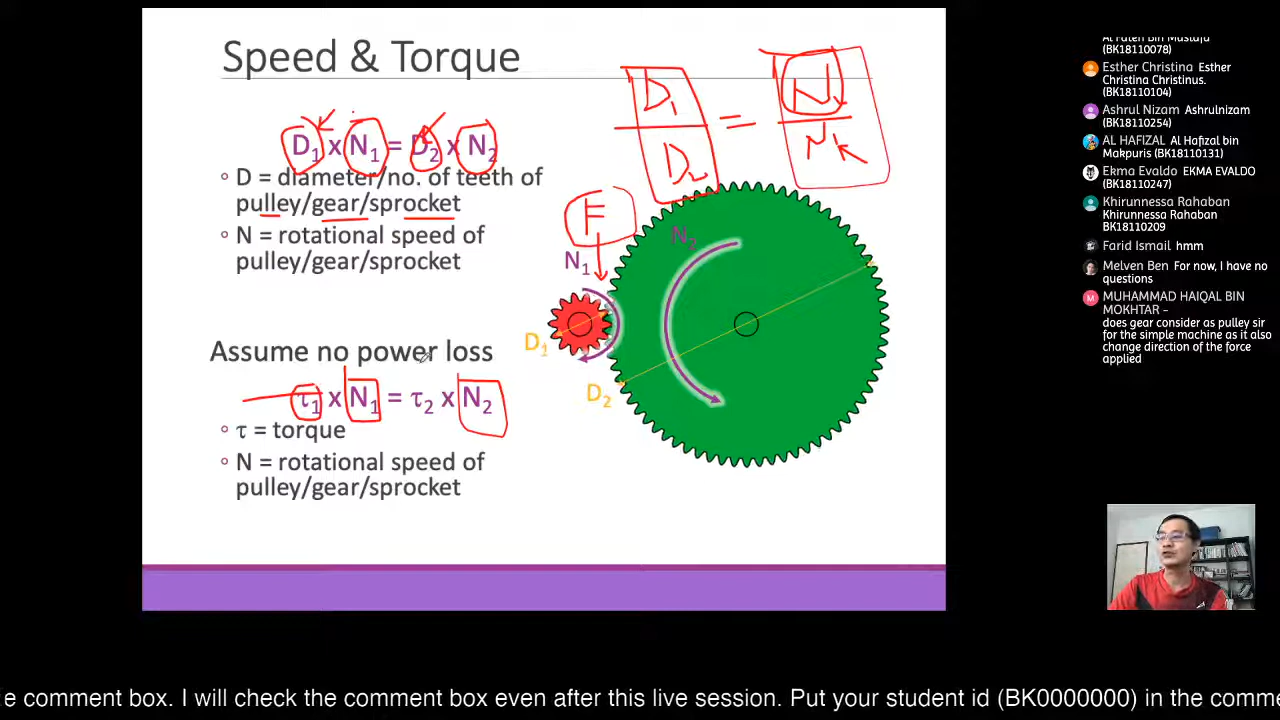 Speed & Torque
D1 x N1 = D2 x N2
◦ D = diameter/no. of teeth of
pulley/gear/sprocket
◦ N = rotational speed of
pulley/gear/sprocket
Assume no power loss
τ1 x N1 = τ2 x N2
◦ τ = torque
◦ N = rotational speed of
pulley/gear/sprocket
D1
D2
=
F
N1
N2
D1
D2
(BK18110078)
Esther Christina Esther
Christina Christinus.
(BK18110104)
Ashrul Nizam Ashrulnizam
(BK18110254)
AL HAFIZAL Al Hafizal bin
Makpuris (BK18110131)
Ekma Evaldo EKMA EVALDO
(BK18110247)
Khirunnessa Rahaban
Khirunnessa Rahaban
BK18110209
Farid Ismail hmm
Melven Ben For now, I have no
questions
M
MUHAMMAD HAIQAL BIN
MOKHTAR -
does gear consider as pulley sir
for the simple machine as it also
change direction of the force
applied
e comment box. I will check the comment box even after this live session. Put your student id (BK0000000) in the comme